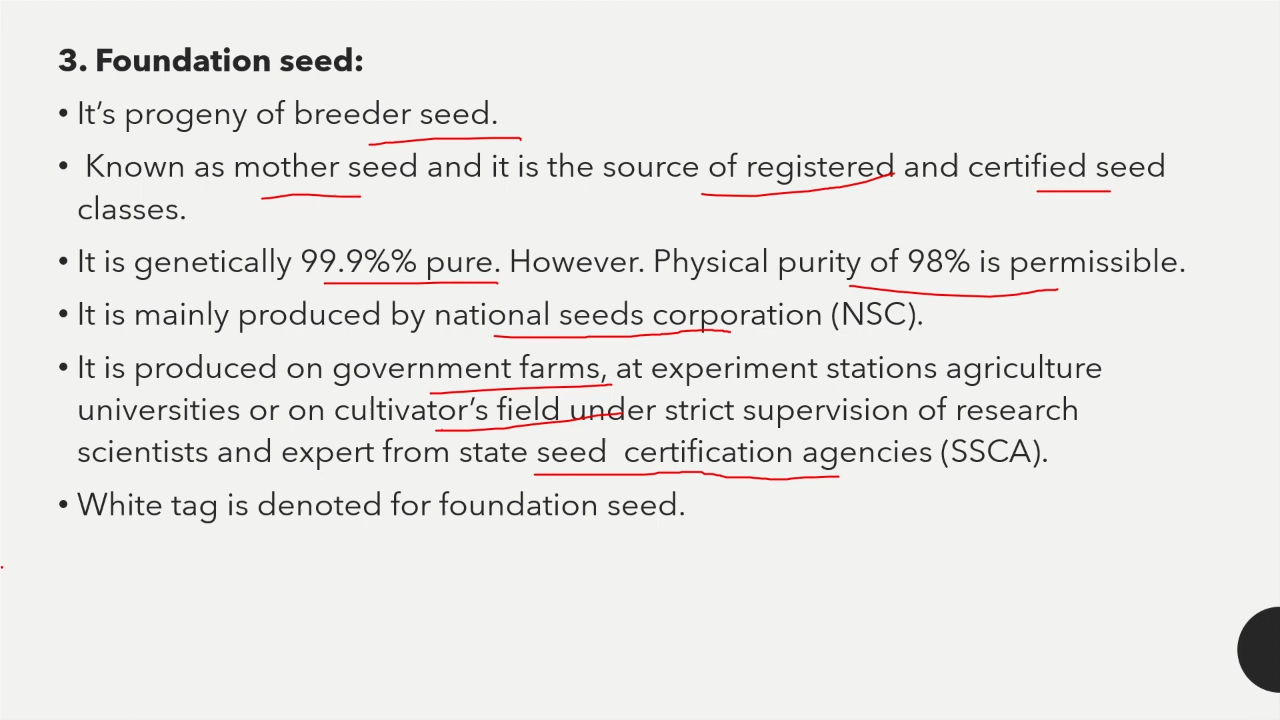 3. Foundation seed:
• It’s progeny of breeder seed.
• Known as mother seed and it is the source of registered and certified seed
classes.
• It is genetically 99.9%% pure. However. Physical purity of 98% is permissible.
• It is mainly produced by national seeds corporation (NSC).
• It is produced on government farms, at experiment stations agriculture
universities or on cultivator’s field under strict supervision of research
scientists and expert from state seed  certification agencies (SSCA).
• White tag is denoted for foundation seed.